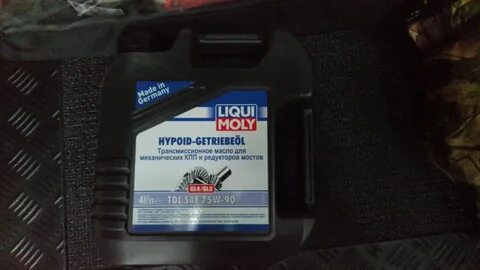 Made in
Germany
LIQUI
MOLY
HYPOID-GETRIEBEÖL
Трансмиссионное масло для
механических КПП и редукторов мостов
GL4/GL5
4l/л
TDL SAE 75W-90